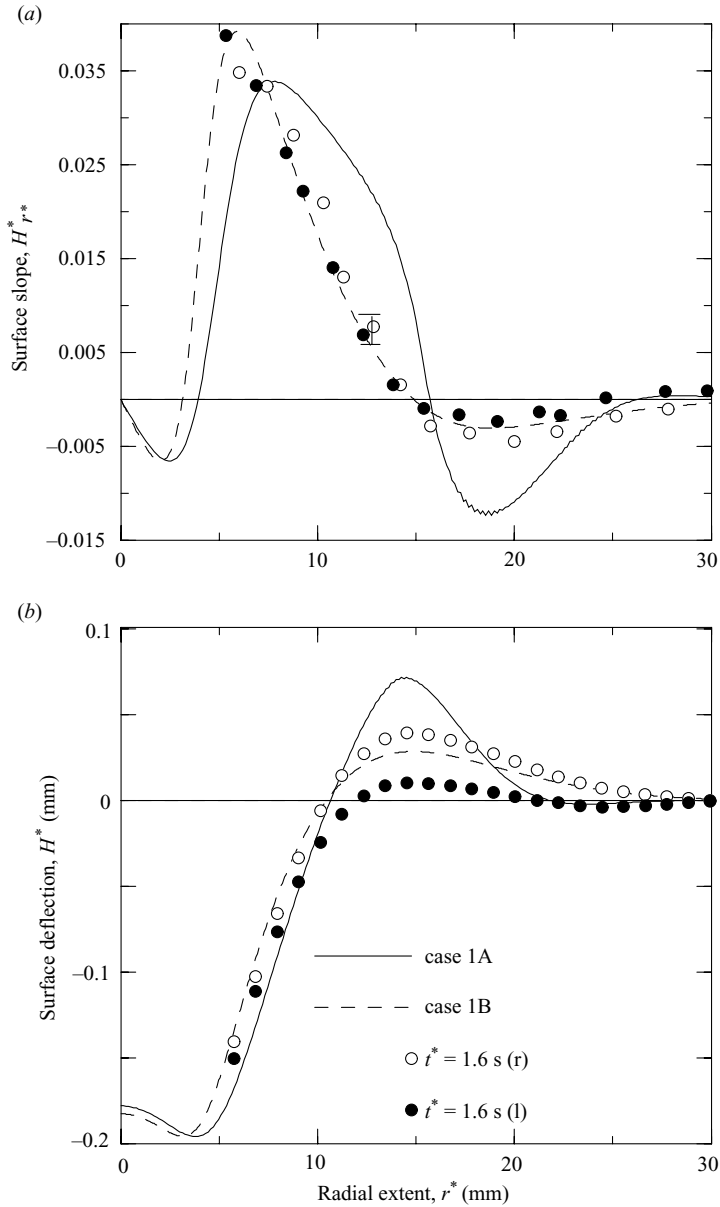 (a)
0.035
0.025
0.015
0.005
−0.005
−0.015
Surface slope, H*r*
0
10
20
30
(b)
0.1
0
−0.1
−0.2
Surface deflection, H* (mm)
case 1A
case 1B
t* = 1.6 s (r)
t* = 1.6 s (l)
0
10
20
30
Radial extent, r* (mm)